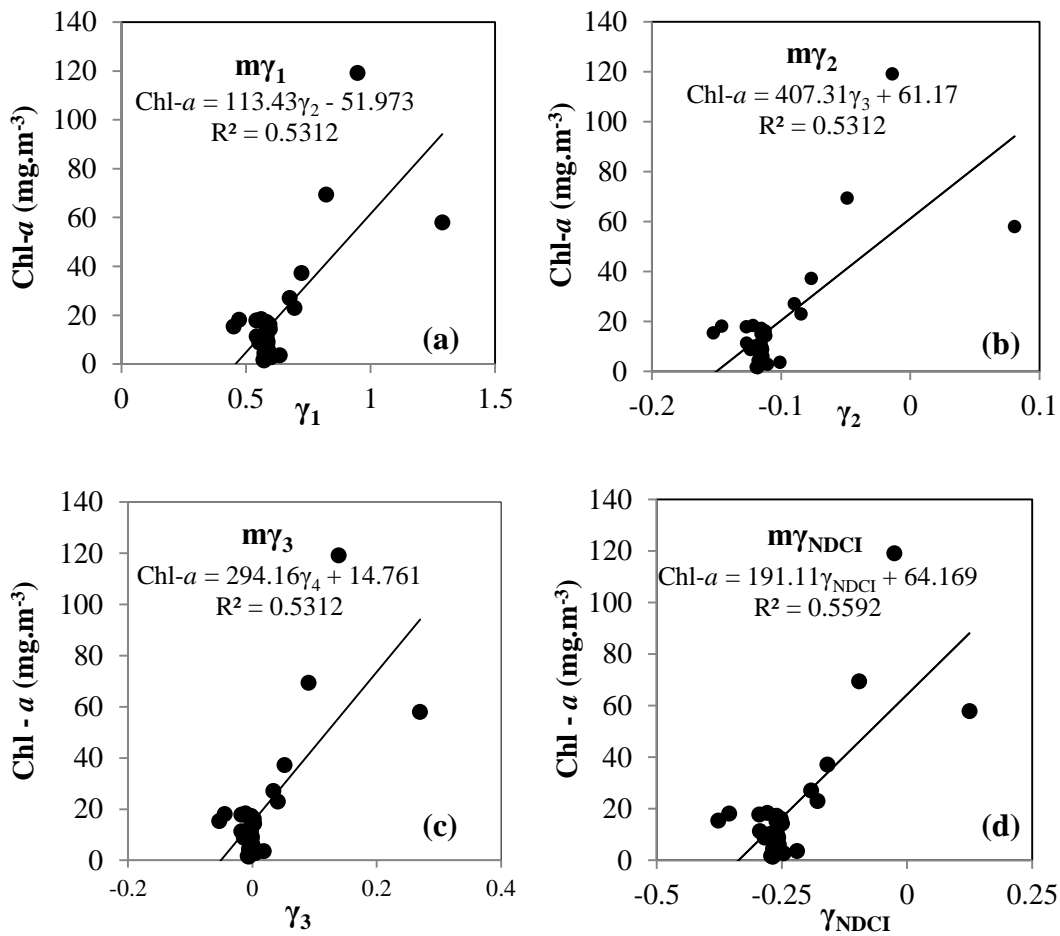 140
120
100
80
60
40
20
0
Chl-a (mg.m-3)
mγ1
Chl-a = 113.43γ2 - 51.973
R² = 0.5312
(a)
0 0.5 1 1.5
γ1
140
120
100
80
60
40
20
0
Chl-a (mg.m-3)
mγ2
Chl-a = 407.31γ3 + 61.17
R² = 0.5312
(b)
-0.2 -0.1 0 0.1
γ2
140
120
100
80
60
40
20
0
Chl - a (mg.m-3)
mγ3
Chl-a = 294.16γ4 + 14.761
R² = 0.5312
(c)
-0.2 0 0.2 0.4
γ3
140
120
100
80
60
40
20
0
Chl - a (mg.m-3)
mγNDCI
Chl-a = 191.11γNDCI + 64.169
R² = 0.5592
(d)
-0.5 -0.25 0 0.25
γNDCI